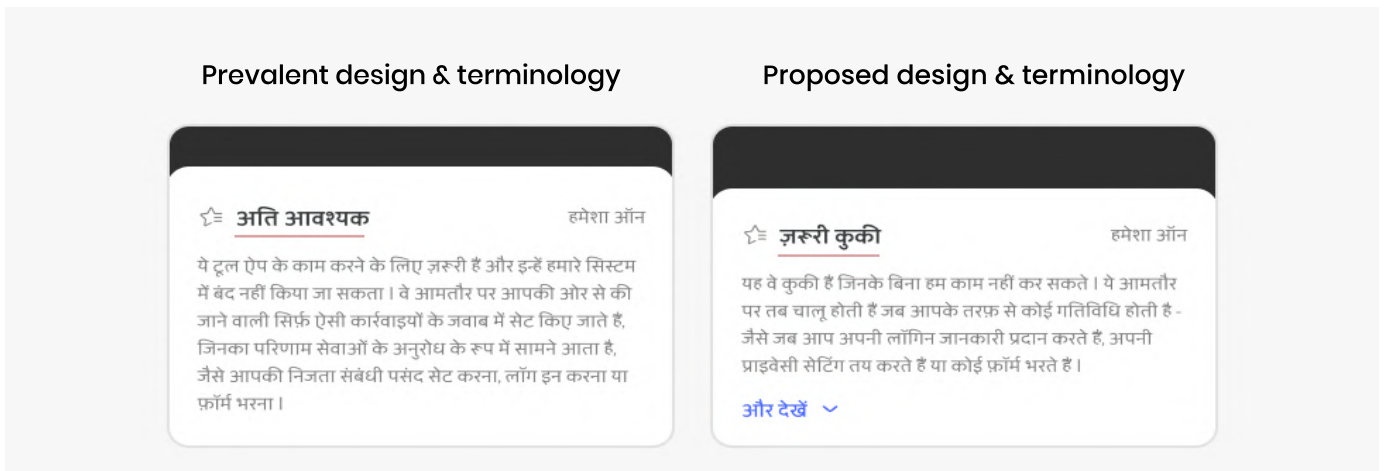 Prevalent design & terminology
अति आवश्यक
हमेशा ऑन
ये टूल ऐप के काम करने के लिए ज़रूरी हैं और इन्हें हमारे सिस्टम
में बंद नहीं किया जा सकता । वे आमतौर पर आपकी ओर से की
जाने वाली सिर्फ़ ऐसी कार्रवाइयों के जवाब में सेट किए जाते हैं,
जिनका परिणाम सेवाओं के अनुरोध के रूप में सामने आता है,
जैसे आपकी निजता संबंधी पसंद सेट करना, लॉग इन करना या
फ़ॉर्म भरना ।
Proposed design & terminology
ज़रूरी कुकी
हमेशा ऑन
यह वे कुकी हैं जिनके बिना हम काम नहीं कर सकते । ये आमतौर
पर तब चालू होती हैं जब आपके तरफ़ से कोई गतिविधि होती है -
जैसे जब आप अपनी लॉगिन जानकारी प्रदान करते हैं, अपनी
प्राइवेसी सेटिंग तय करते हैं या कोई फ़ॉर्म भरते हैं ।
और देखें